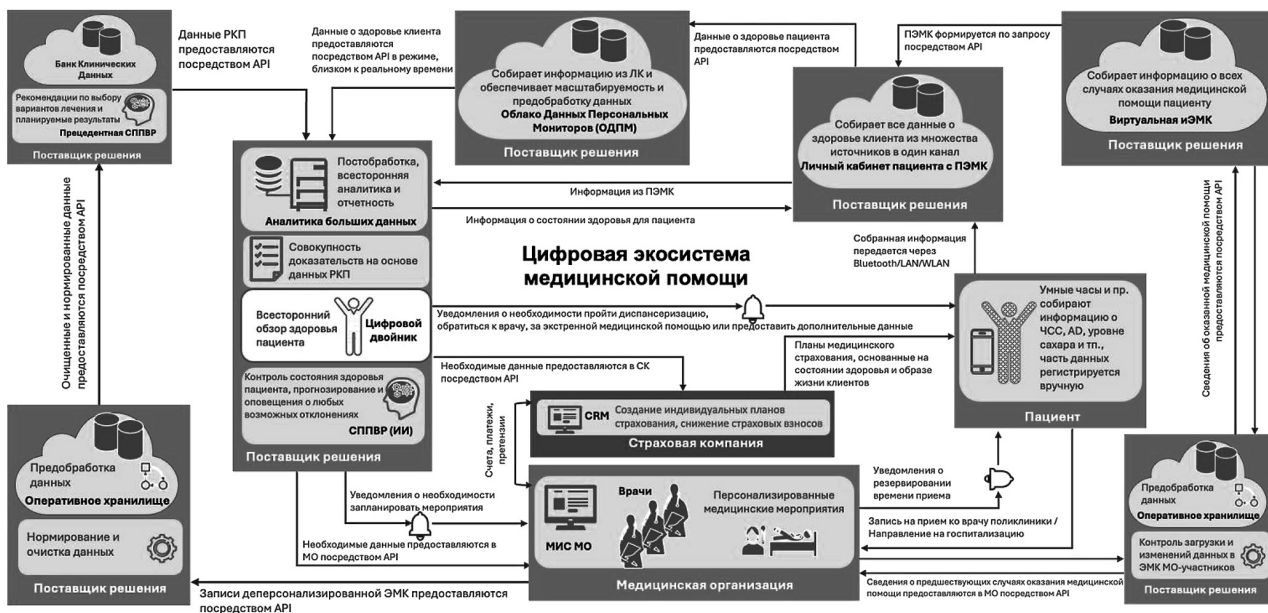 Банк Клинических
Данных
Рекомендации по выбору
вариантов лечения и
планируемые результаты
Прецедентная СППВР
Поставщик решения
Данные РКП
предоставляются
посредством API
Данные о здоровье клиента
предоставляются
посредством API в режиме,
близком к реальному времени
Собирает информацию из ЛК и
обеспечивает масштабируемость и
предобработку данных
Облако Данных Персональных
Мониторов (ОДПМ)
Поставщик решения
Данные о здоровье пациента
предоставляются посредством
API
ПЭМК формируется по запросу
посредством API
Собирает все данные о
здоровье клиента из множества
источников в один канал
Личный кабинет пациента с ПЭМК
Поставщик решения
Собирает информацию о всех
случаях оказания медицинской
помощи пациенту
Виртуальная иЭМК
Поставщик решения
Постобработка,
всесторонняя
аналитика и
отчетность
Аналитика больших данных
Совокупность
доказательств на основе
данных РКП
Всесторонний
обзор здоровья
пациента
Цифровой
двойник
Контроль состояния здоровья
пациента, прогнозирование и
оповещения о любых
возможных отклонениях
СППВР (ИИ)
Поставщик решения
Информация из ПЭМК
Информация о состоянии здоровья для пациента
Цифровая экосистема
медицинской помощи
Собранная информация
передается через
Bluetooth/LAN/WLAN
Уведомления о необходимости пройти диспансеризацию,
обратиться к врачу, за экстренной медицинской помощью или предоставить дополнительные данные
Необходимые данные предоставляются в СК
посредством API
Планы медицинского
страхования, основанные на
состоянии здоровья и образе
жизни клиентов
Умные часы и пр.
собирают
информацию о
ЧСС, AD, уровне
сахара и тп.,
часть данных
регистрируется
вручную
Пациент
Сведения об оказанной медицинской помощи
предоставляются посредством API
Очищенные и нормированные данные
предоставляются посредством API
CRM
Создание индивидуальных планов
страхования, снижение страховых взносов
Страховая компания
Счета, платежи,
претензии
Предобработка
данных
Оперативное хранилище
Нормирование и
очистка данных
Поставщик решения
Уведомления о необходимости
запланировать мероприятия
Необходимые данные предоставляются в
МО посредством API
Врачи
МИС МО
Персонализированные
медицинские мероприятия
Медицинская организация
Уведомления о
резервировании
времени приема
Запись на прием ко врачу поликлиники /
Направление на госпитализацию
Предобработка
данных
Оперативное хранилище
Контроль загрузки и
изменений данных в
ЭМК МО-участников
Поставщик решения
Записи деперсонализированной ЭМК предоставляются
посредством API
Сведения о предшествующих случаях оказания медицинской
помощи предоставляются в МО посредством API